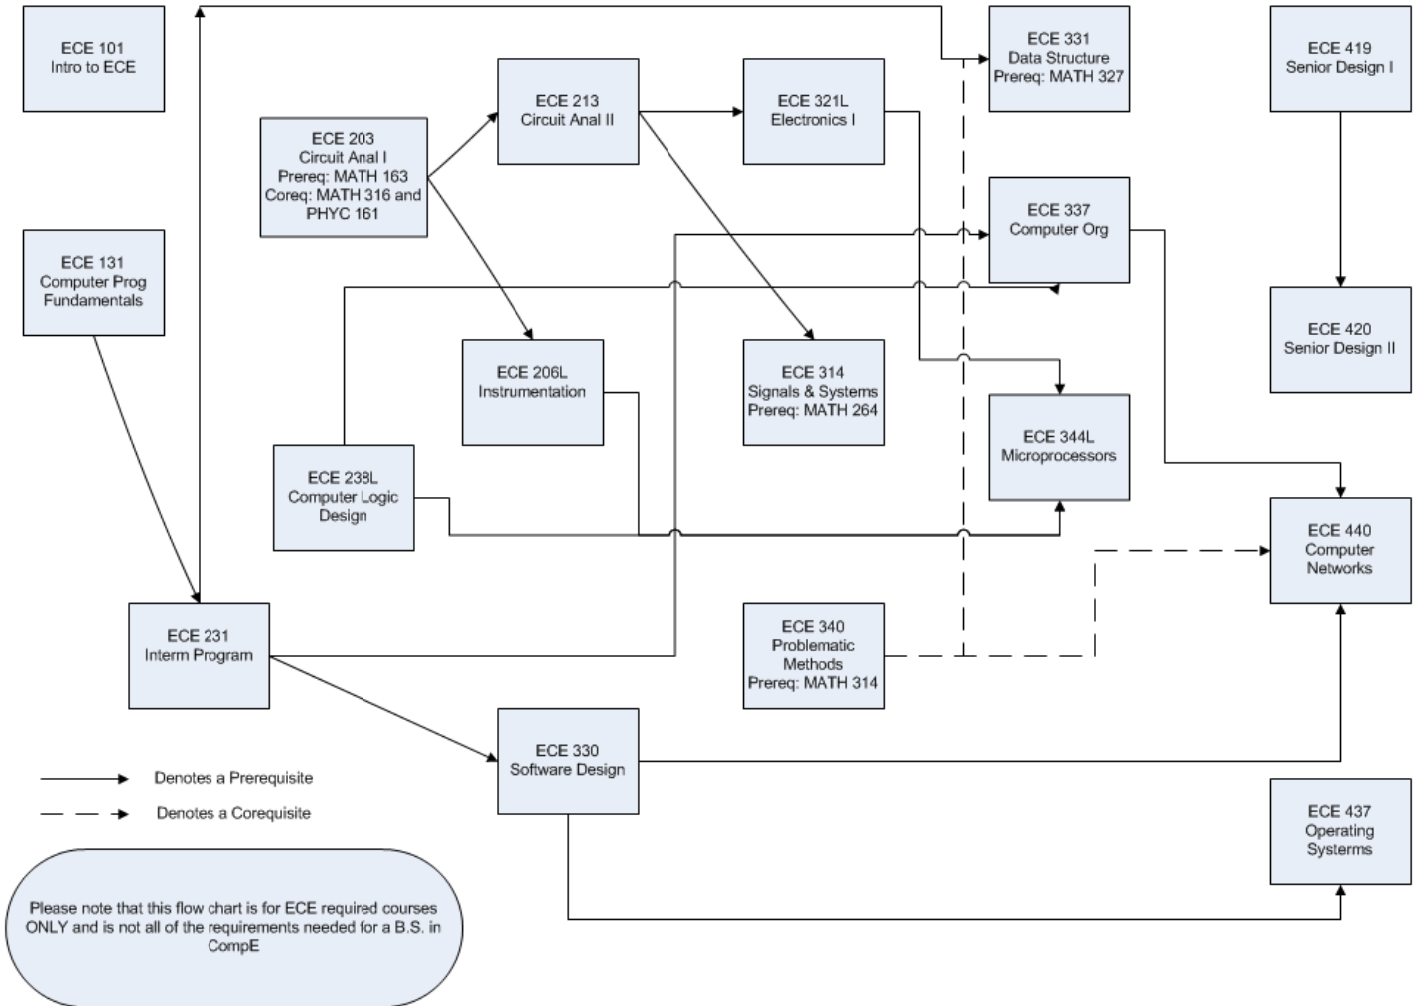 ECE 101
Intro to ECE
ECE 331
Data Structure
Prereq: MATH 327
ECE 419
Senior Design I
ECE 213
Circuit Anal II
ECE 321L
Electronics I
ECE 203
Circuit Anal I
Prereq: MATH 163
Coreq: MATH 316 and
PHYC 161
ECE 337
Computer Org
ECE 131
Computer Prog
Fundamentals
ECE 420
Senior Design II
ECE 206L
Instrumentation
ECE 314
Signals & Systems
Prereq: MATH 264
ECE 344L
Microprocessors
ECE 238L
Computer Logic
Design
ECE 440
Computer
Networks
ECE 231
Interm Program
ECE 340
Problematic
Methods
Prereq: MATH 314
ECE 330
Software Design
Denotes a Prerequisite
Denotes a Corequisite
ECE 437
Operating
Systerms
Please note that this flow chart is for ECE required courses
ONLY and is not all of the requirements needed for a B.S. in
CompE